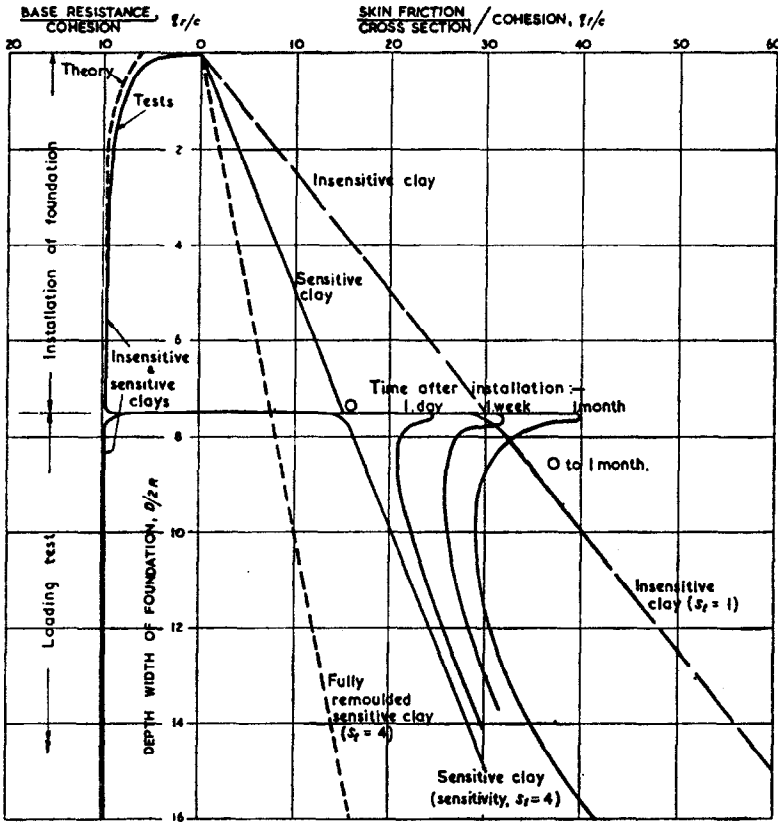 BASE RESISTANCE
COHESION, qr/c
SKIN FRICTION
CROSS SECTION / COHESION, qr/c
20 10 0 10 20 30 40 50 60
Theory
Tests
2
4
6
8
10
12
14
16
Installation of foundation
Loading test
DEPTH WIDTH OF FOUNDATION, D/2R
Insensitive clay
Sensitive
clay
Insensitive
&
sensitive
clays
Time after installation:-
0 1 day 1 week 1 month
0 to 1 month.
Insensitive
clay (St = 1)
Fully
remoulded
sensitive clay
(St = 4)
Sensitive clay
(sensitivity, St = 4)